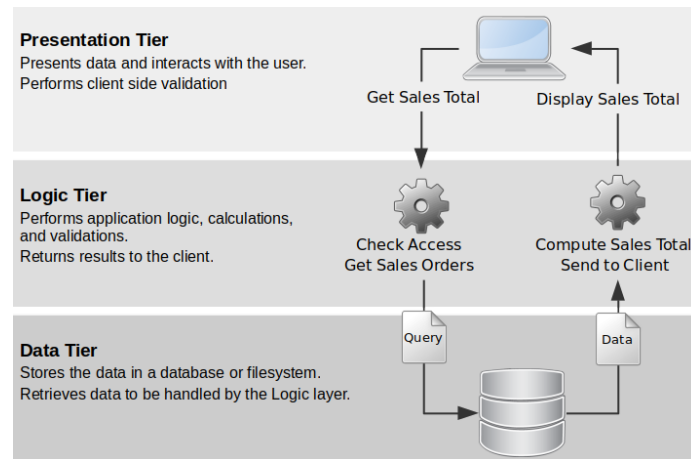 Presentation Tier
Presents data and interacts with the user.
Performs client side validation
Get Sales Total
Display Sales Total
Logic Tier
Performs application logic, calculations,
and validations.
Returns results to the client.
Check Access
Get Sales Orders
Compute Sales Total
Send to Client
Data Tier
Stores the data in a database or filesystem.
Retrieves data to be handled by the Logic layer.
Query
Data